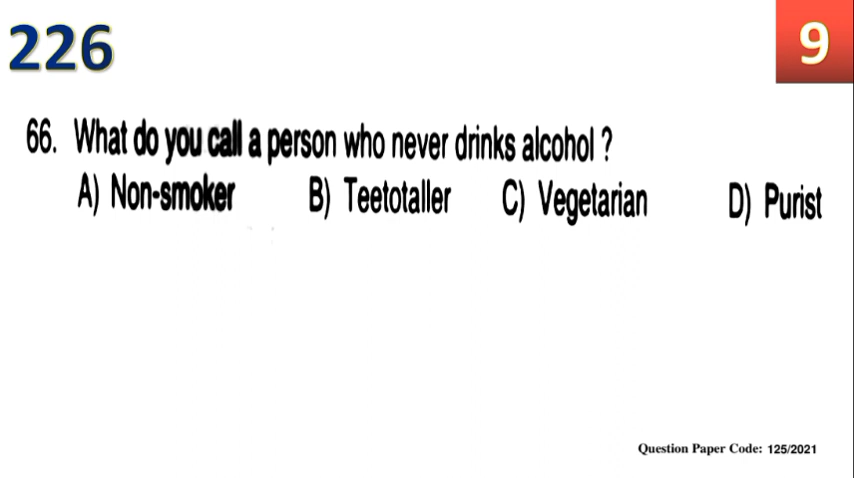 226
9
66. What do you call a person who never drinks alcohol ?
A) Non-smoker B) Teetotaller C) Vegetarian D) Purist
Question Paper Code: 125/2021